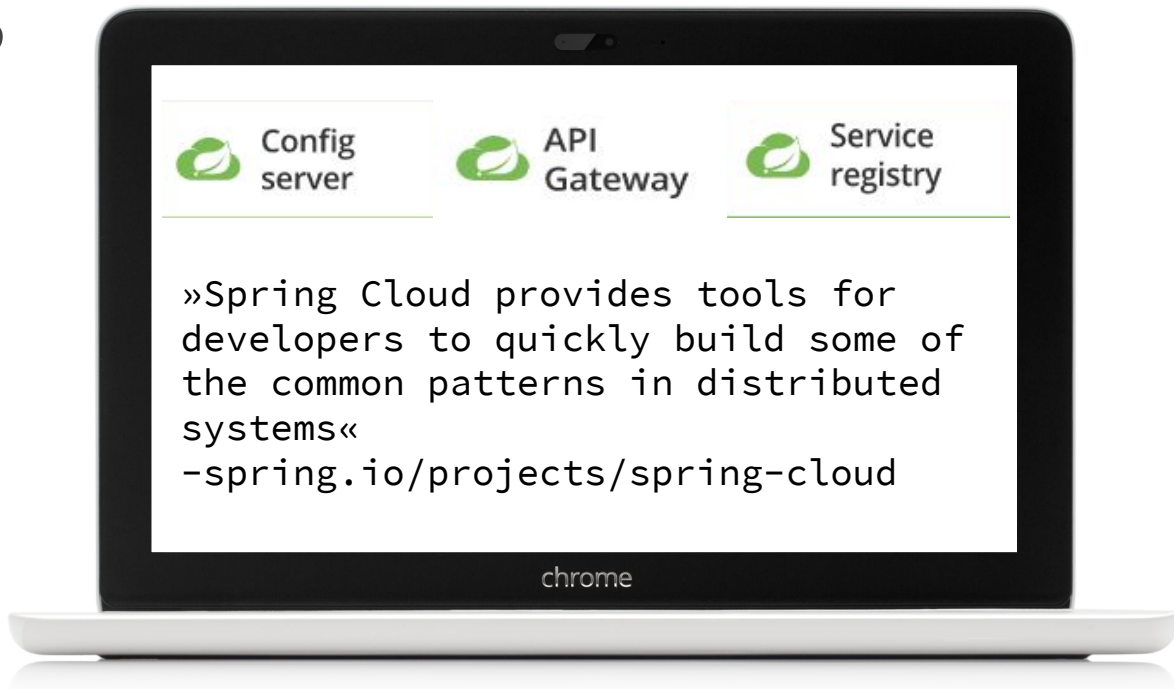 Config
server
API
Gateway
Service
registry
»Spring Cloud provides tools for
developers to quickly build some of
the common patterns in distributed
systems«
-spring.io/projects/spring-cloud
chrome